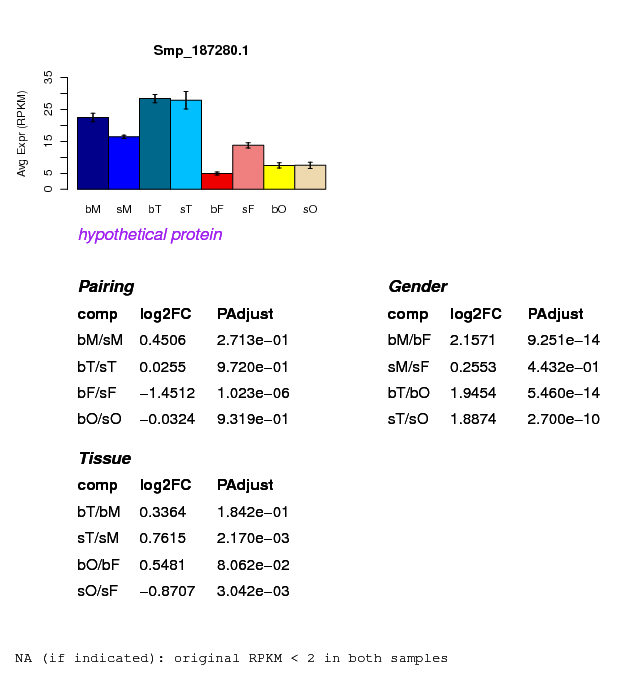 Smp_187280.1
Avg Expr (RPKM)
35
25
15
5
0
bM sM bT sT bF sF bO sO
hypothetical protein
Pairing
comp log2FC PAdjust
bM/sM 0.4506 2.713e−01
bT/sT 0.0255 9.720e−01
bF/sF −1.4512 1.023e−06
bO/sO −0.0324 9.319e−01
Gender
comp log2FC PAdjust
bM/bF 2.1571 9.251e−14
sM/sF 0.2553 4.432e−01
bT/bO 1.9454 5.460e−14
sT/sO 1.8874 2.700e−10
Tissue
comp log2FC PAdjust
bT/bM 0.3364 1.842e−01
sT/sM 0.7615 2.170e−03
bO/bF 0.5481 8.062e−02
sO/sF −0.8707 3.042e−03
NA (if indicated): original RPKM < 2 in both samples